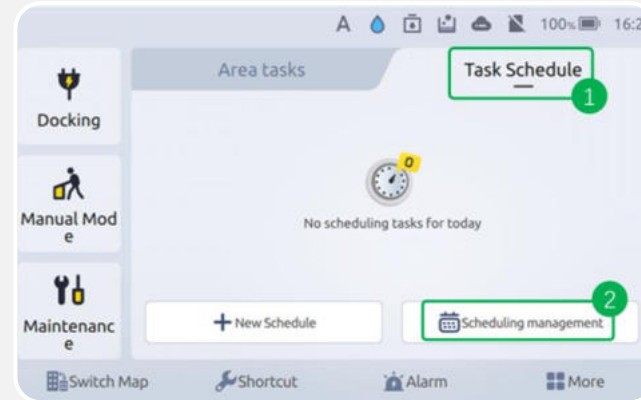 A 100% 16:2
Docking
Manual Mod
e
Maintenanc
e
Area tasks
Task Schedule
1
0
No scheduling tasks for today
+ New Schedule
Scheduling management
2
Switch Map
Shortcut
Alarm
More